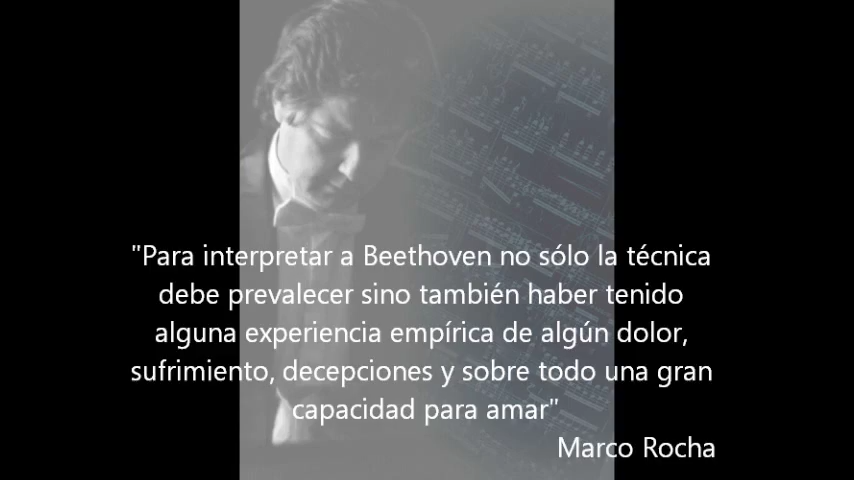 "Para interpretar a Beethoven no sólo la técnica
debe prevalecer sino también haber tenido
alguna experiencia empírica de algún dolor,
sufrimiento, decepciones y sobre todo una gran
capacidad para amar"
Marco Rocha